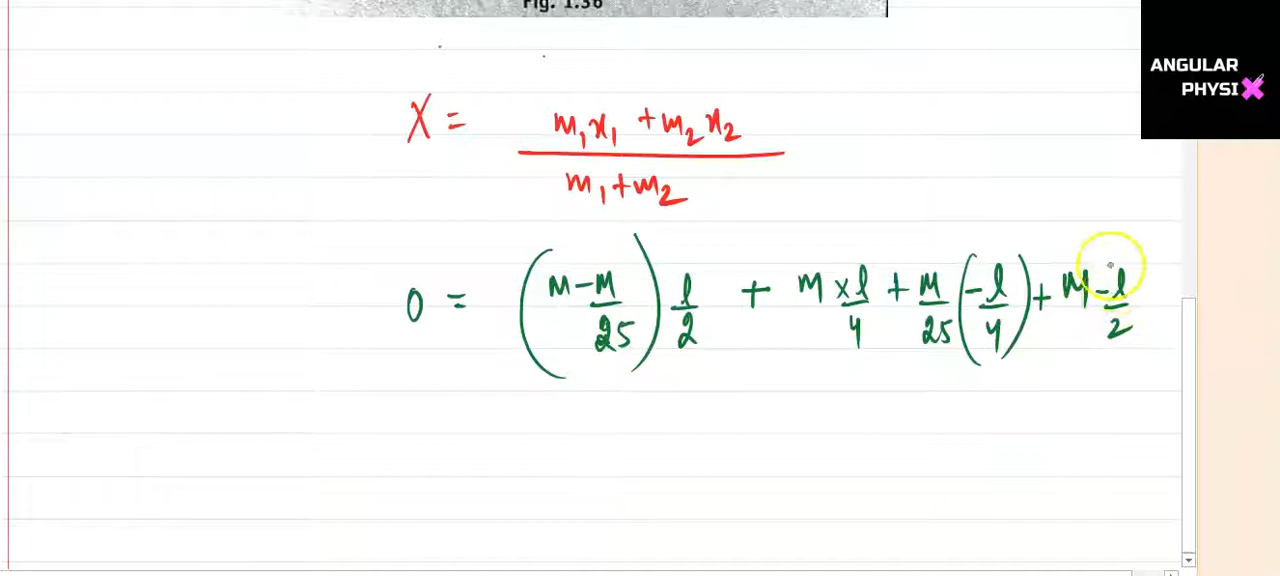 Fig. 1.36
ANGULAR
PHYSI
X = m₁x₁ + m₂x₂ / m₁ + m₂
0 = (M - M/25) l/2 + m × l/4 + M/25 (-l/4) + M -l/2